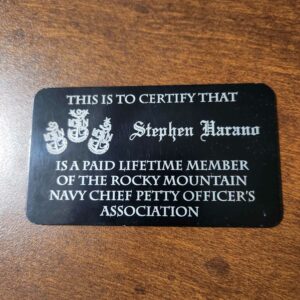 THIS IS TO CERTIFY THAT
Stephen Harano
IS A PAID LIFETIME MEMBER
OF THE ROCKY MOUNTAIN
NAVY CHIEF PETTY OFFICER'S
ASSOCIATION